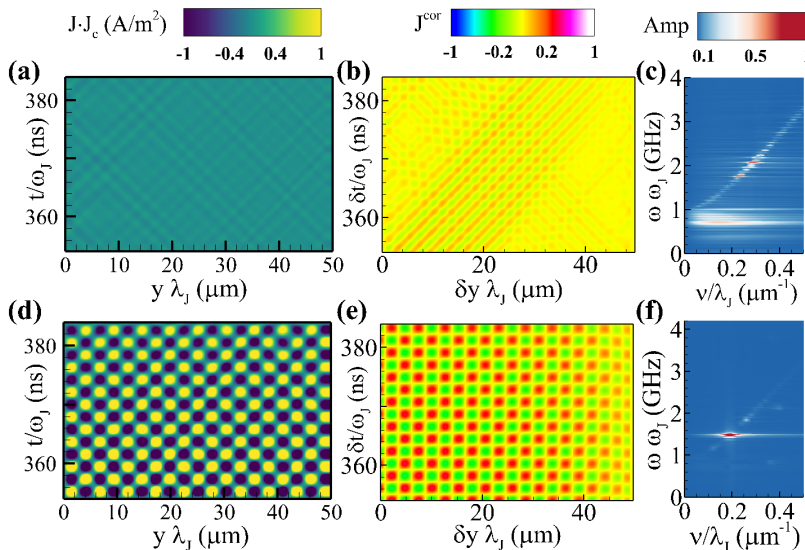 J·J_c (A/m²)
-1 -0.4 0.4 1
J^cor
-1 -0.2 0.2 1
Amp
0.1 0.5 1
(a)
t/ω_J (ns)
380
360
0 10 20 30 40 50
y λ_J (μm)
(b)
δt/ω_J (ns)
380
360
0 20 40
δy λ_J (μm)
(c)
ω ω_J (GHz)
4
3
2
1
0
0 0.2 0.4
ν/λ_J (μm⁻¹)
(d)
t/ω_J (ns)
380
360
0 10 20 30 40 50
y λ_J (μm)
(e)
δt/ω_J (ns)
380
360
0 20 40
δy λ_J (μm)
(f)
ω ω_J (GHz)
4
3
2
1
0
0 0.2 0.4
ν/λ_J (μm⁻¹)